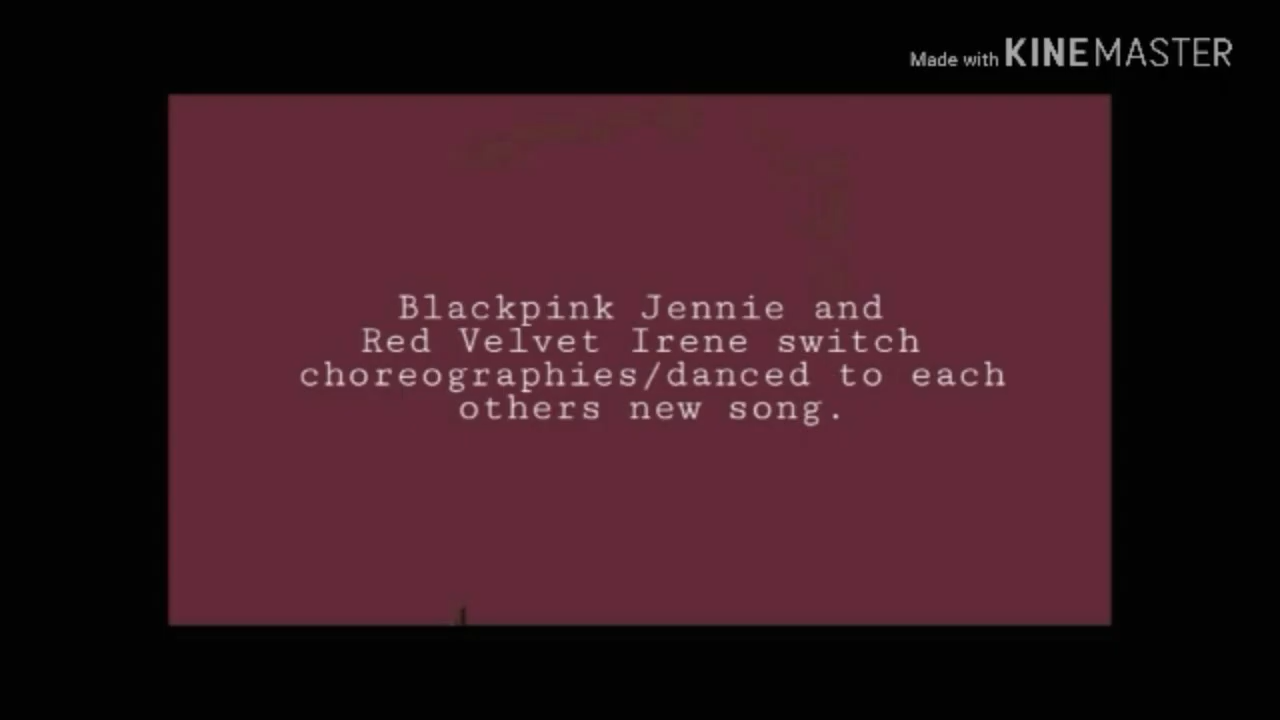 Made with KINEMASTER
Blackpink Jennie and
Red Velvet Irene switch
choreographies/danced to each
others new song.